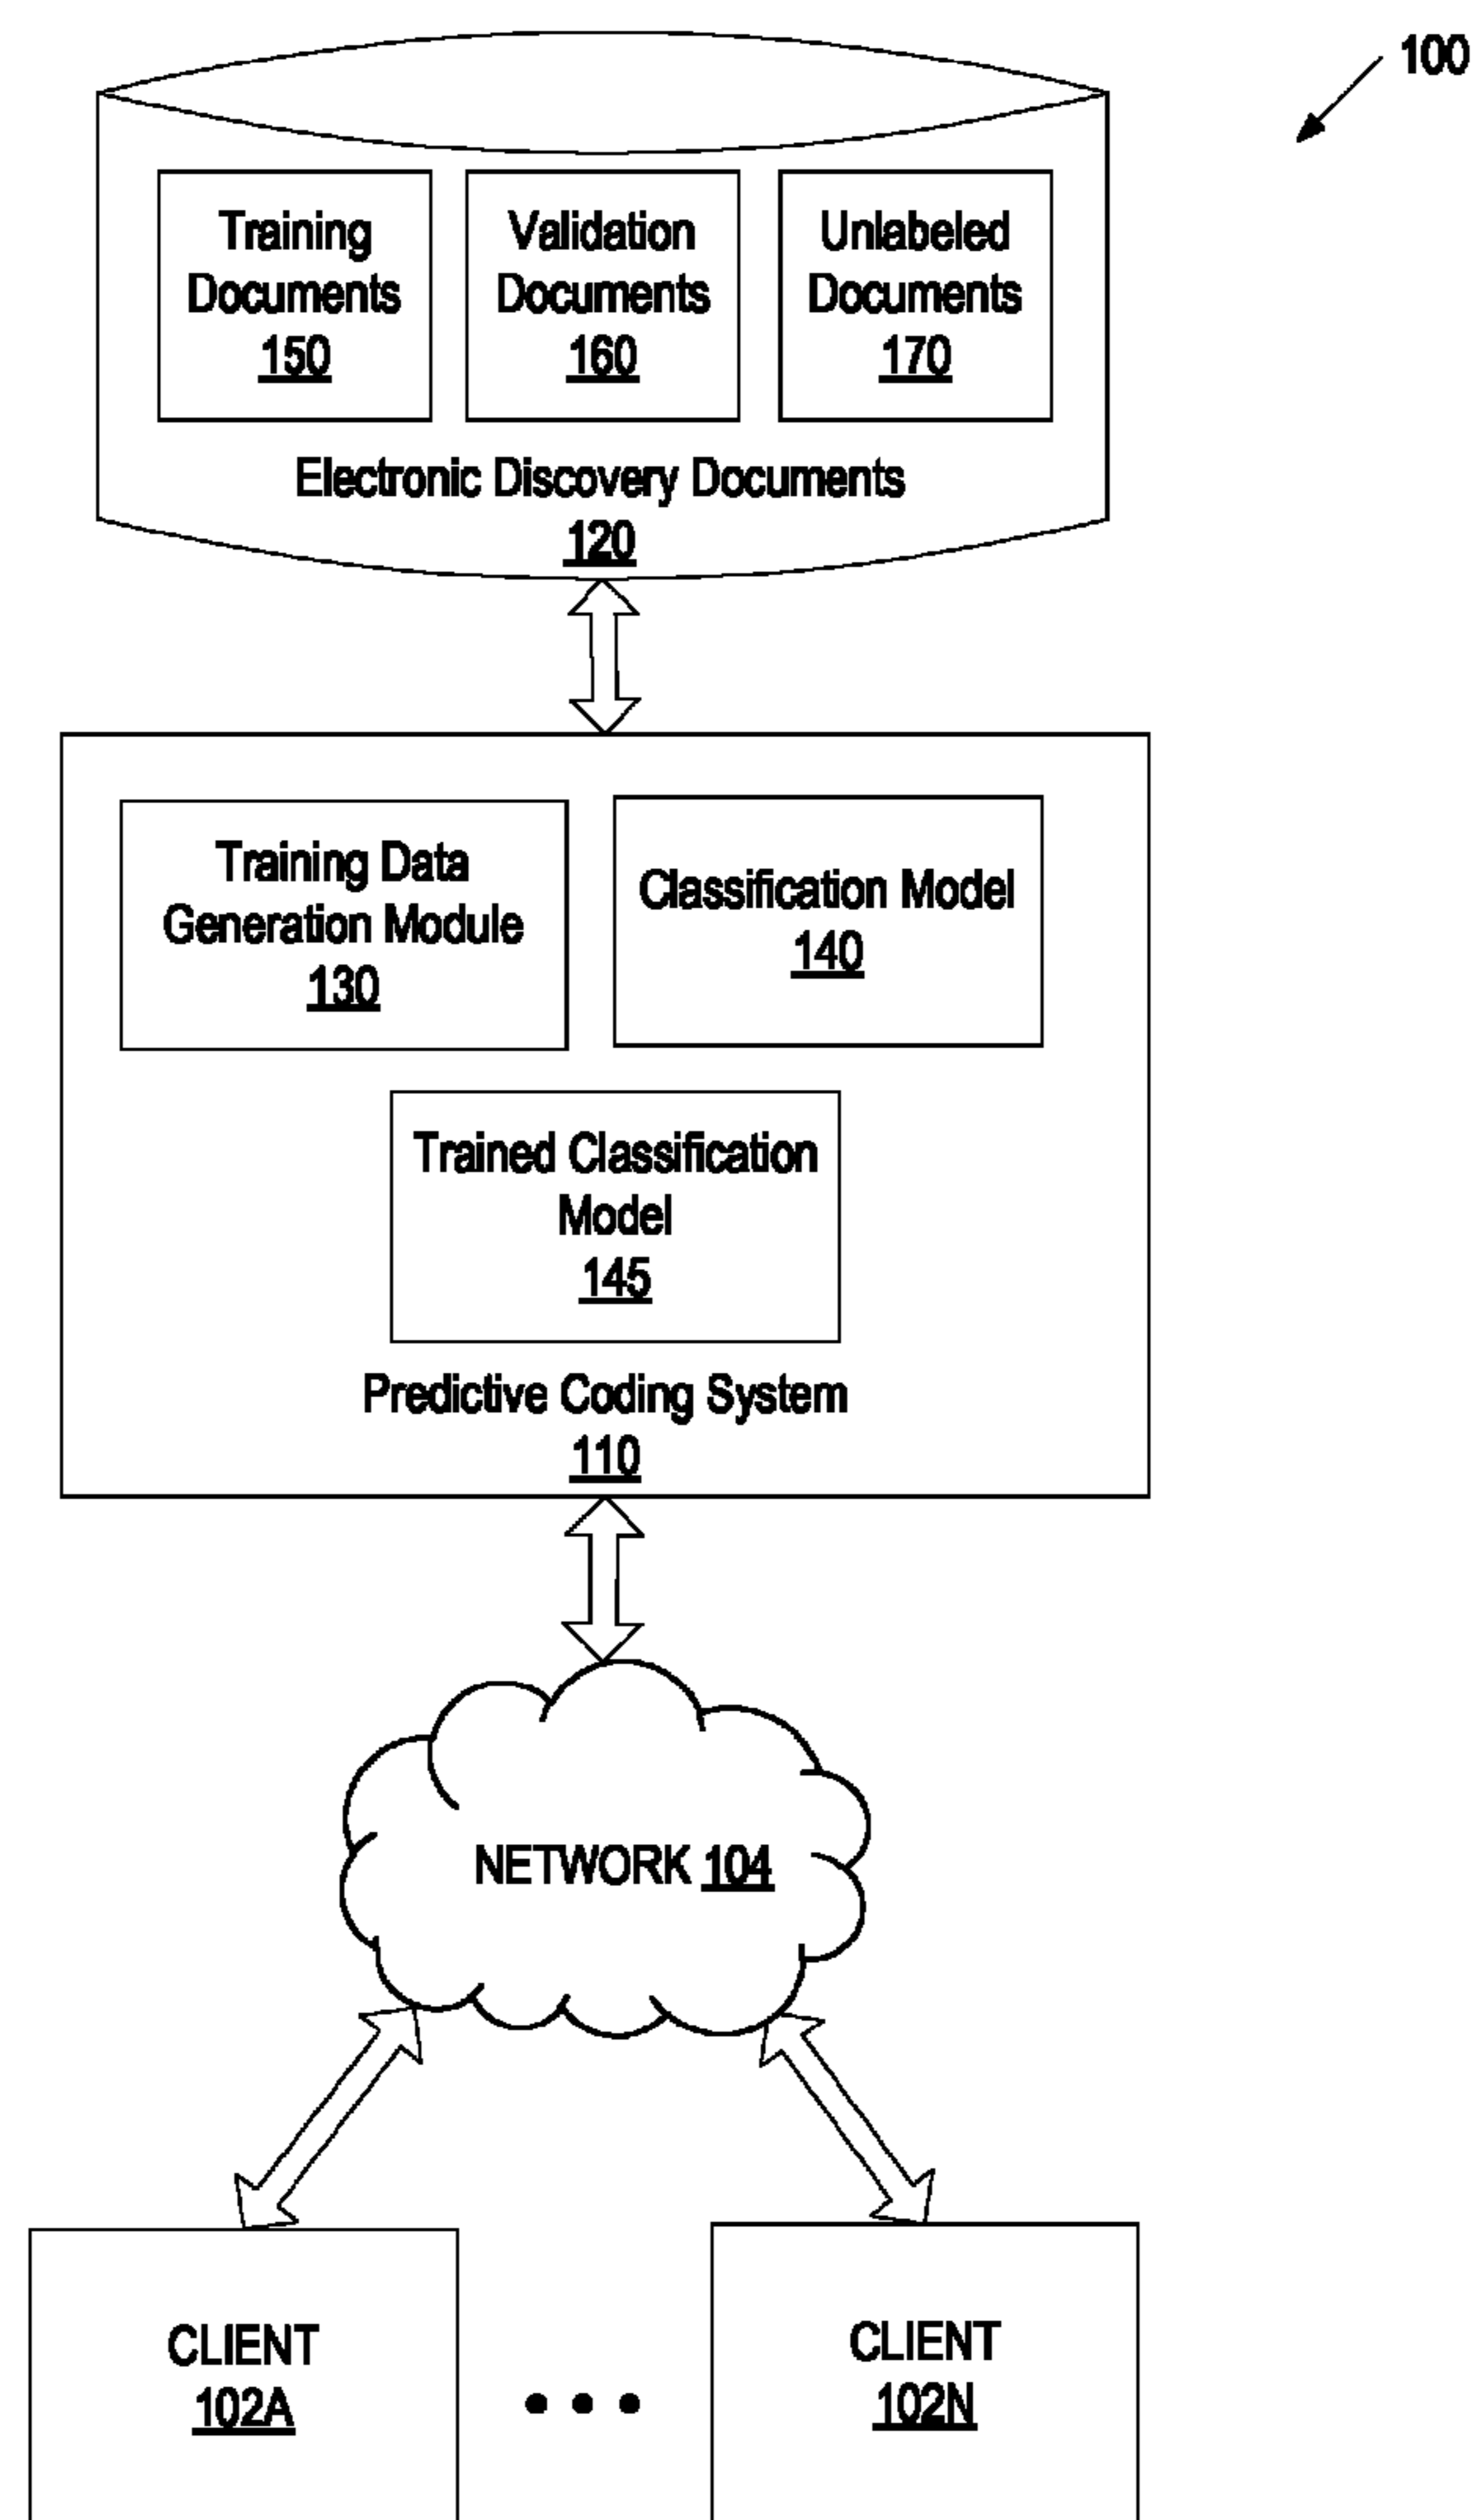 100
Training
Documents
150
Validation
Documents
160
Unlabeled
Documents
170
Electronic Discovery Documents
120
Training Data
Generation Module
130
Classification Model
140
Trained Classification
Model
145
Predictive Coding System
110
NETWORK 104
CLIENT
102A
CLIENT
102N